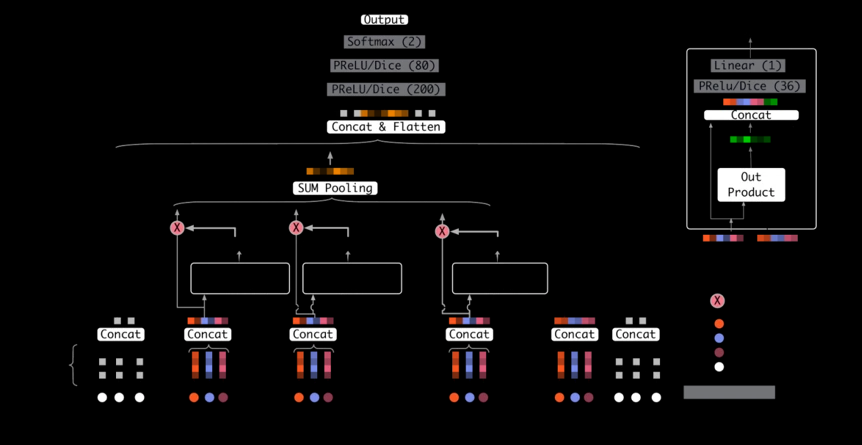 Output
Softmax (2)
PReLU/Dice (80)
PReLU/Dice (200)
Concat & Flatten
SUM Pooling
X
X
X
Concat
Concat
Concat
Concat
Concat
Concat
Linear (1)
PRelu/Dice (36)
Concat
Out
Product
X